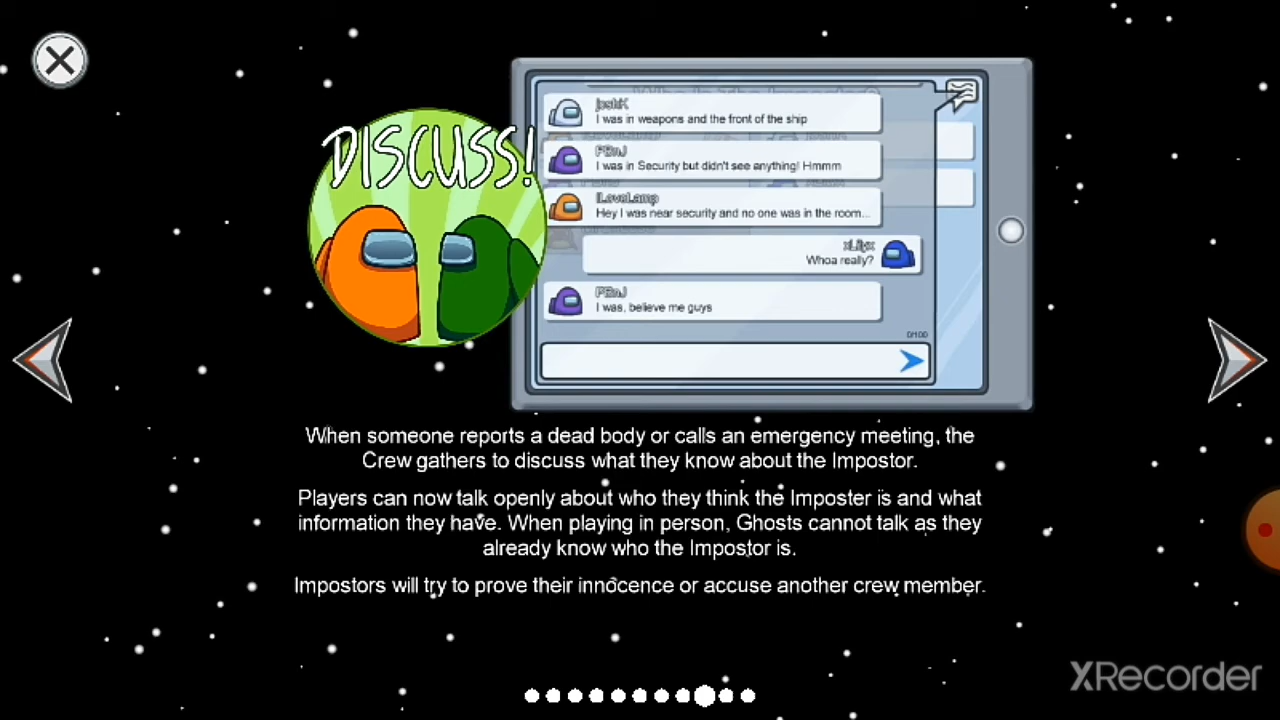 DISCUSS!
joshK
I was in weapons and the front of the ship
PRnJ
I was in Security but didn't see anything! Hmmm
ILoveLamp
Hey I was near security and no one was in the room...
xLilyx
Whoa really?
PRnJ
I was, believe me guys
0/100
When someone reports a dead body or calls an emergency meeting, the
Crew gathers to discuss what they know about the Impostor.
Players can now talk openly about who they think the Imposter is and what
information they have. When playing in person, Ghosts cannot talk as they
already know who the Impostor is.
Impostors will try to prove their innocence or accuse another crew member.
XRecorder